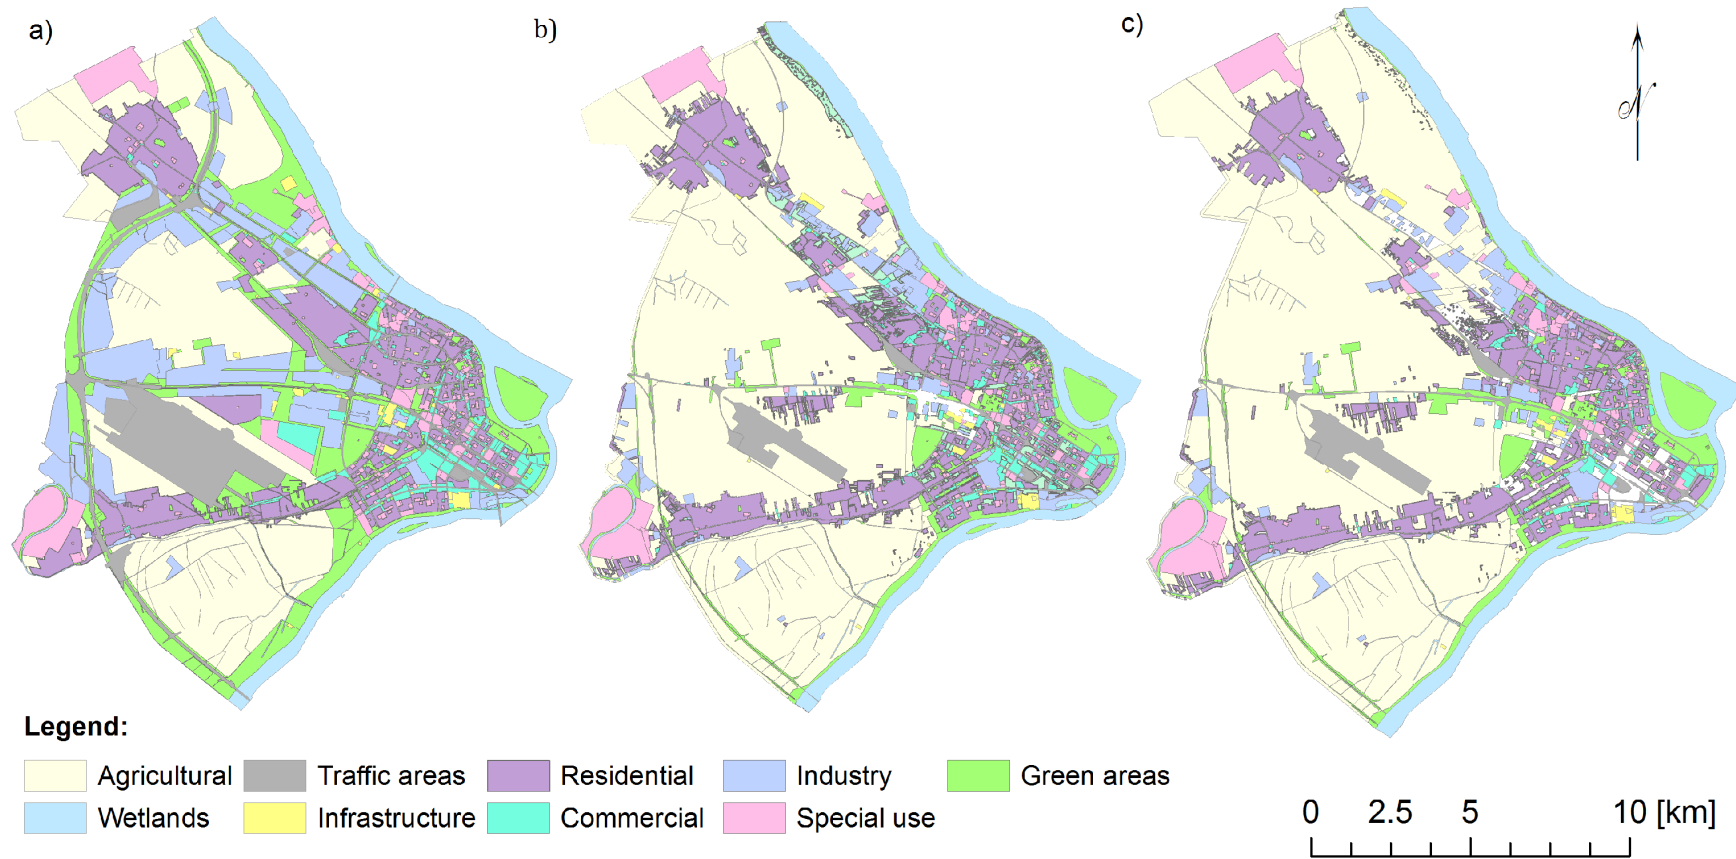 a)
b)
c)
N
Legend:
Agricultural
Traffic areas
Residential
Industry
Green areas
Wetlands
Infrastructure
Commercial
Special use
0 2.5 5 10 [km]